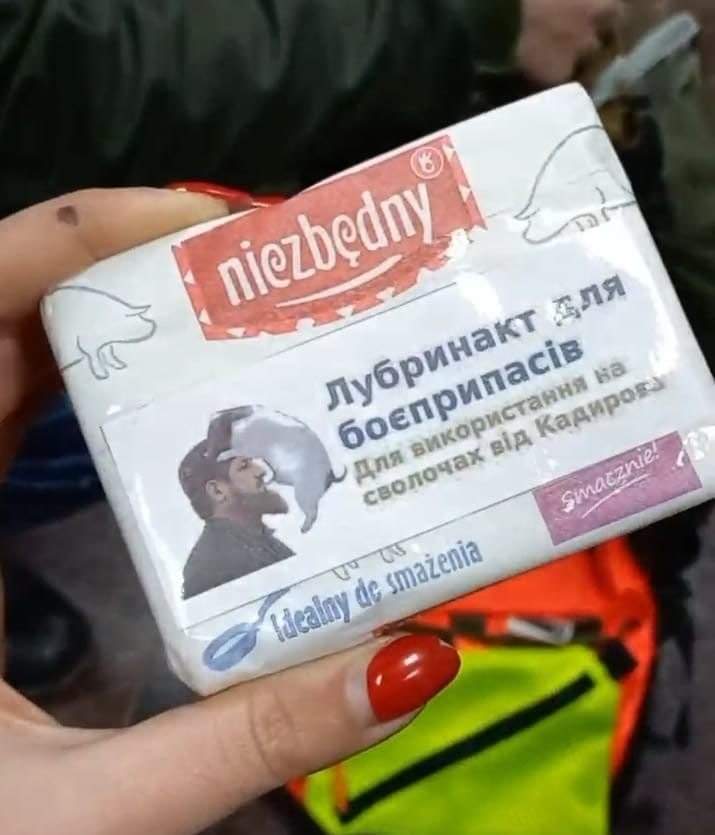 niezbędny
Лубринакт для
боєприпасів
Для використання на
сволочах від Кадирова
Smacznie!
Idealny do smażenia